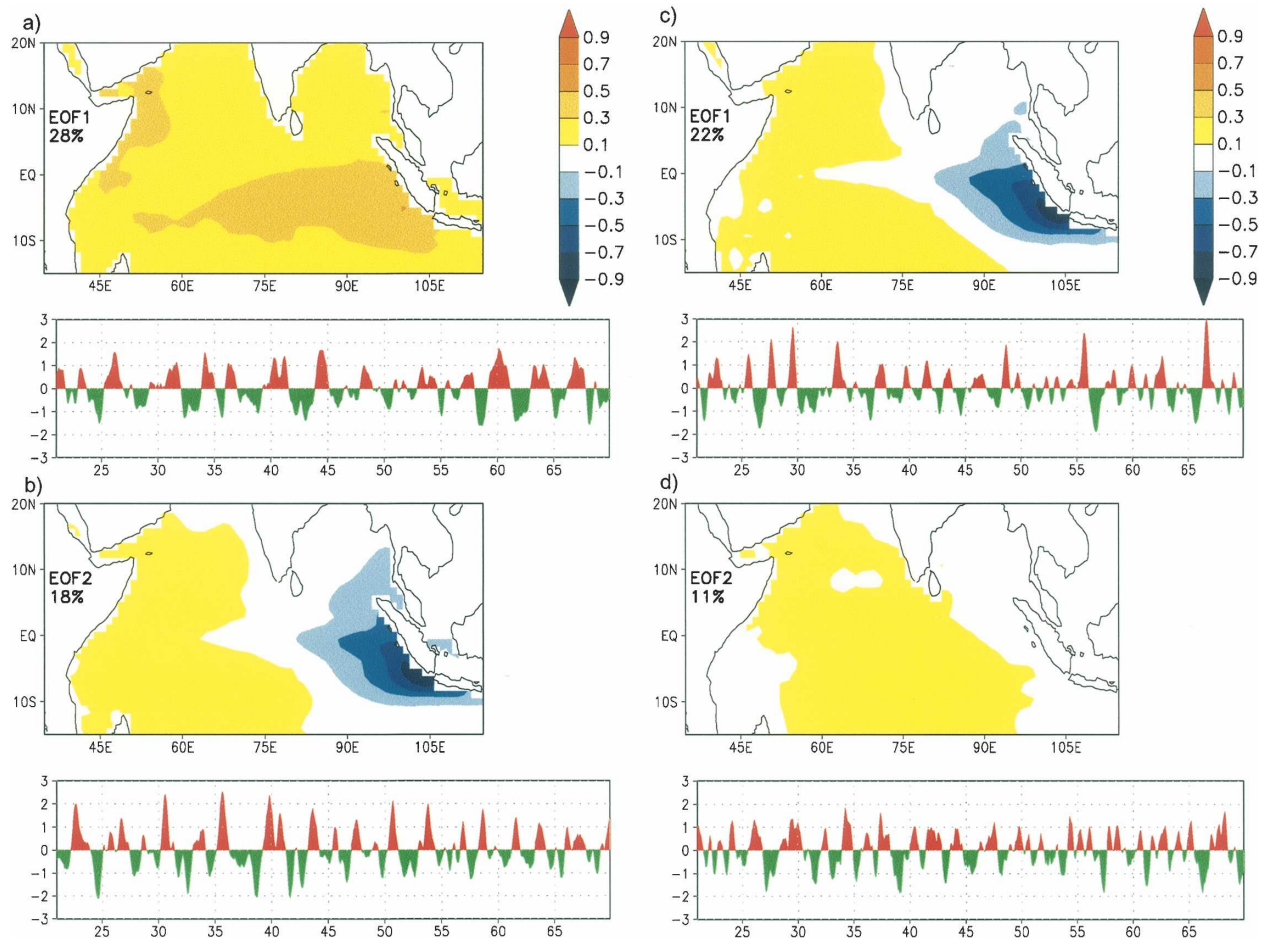 a)
20N
10N
EQ
10S
EOF1
28%
45E 60E 75E 90E 105E
0.9
0.7
0.5
0.3
0.1
−0.1
−0.3
−0.5
−0.7
−0.9
3
2
1
0
−1
−2
−3
25 30 35 40 45 50 55 60 65
b)
20N
10N
EQ
10S
EOF2
18%
45E 60E 75E 90E 105E
3
2
1
0
−1
−2
−3
25 30 35 40 45 50 55 60 65
c)
20N
10N
EQ
10S
EOF1
22%
45E 60E 75E 90E 105E
0.9
0.7
0.5
0.3
0.1
−0.1
−0.3
−0.5
−0.7
−0.9
3
2
1
0
−1
−2
−3
25 30 35 40 45 50 55 60 65
d)
20N
10N
EQ
10S
EOF2
11%
45E 60E 75E 90E 105E
3
2
1
0
−1
−2
−3
25 30 35 40 45 50 55 60 65